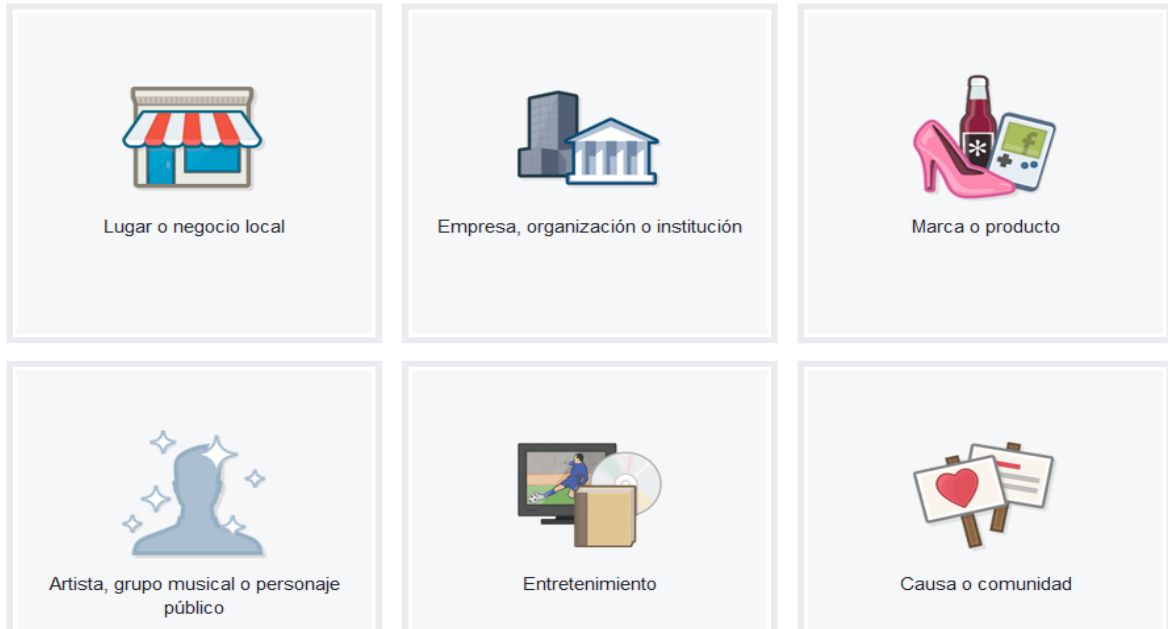 Lugar o negocio local
Empresa, organización o institución
Marca o producto
Artista, grupo musical o personaje
público
Entretenimiento
Causa o comunidad